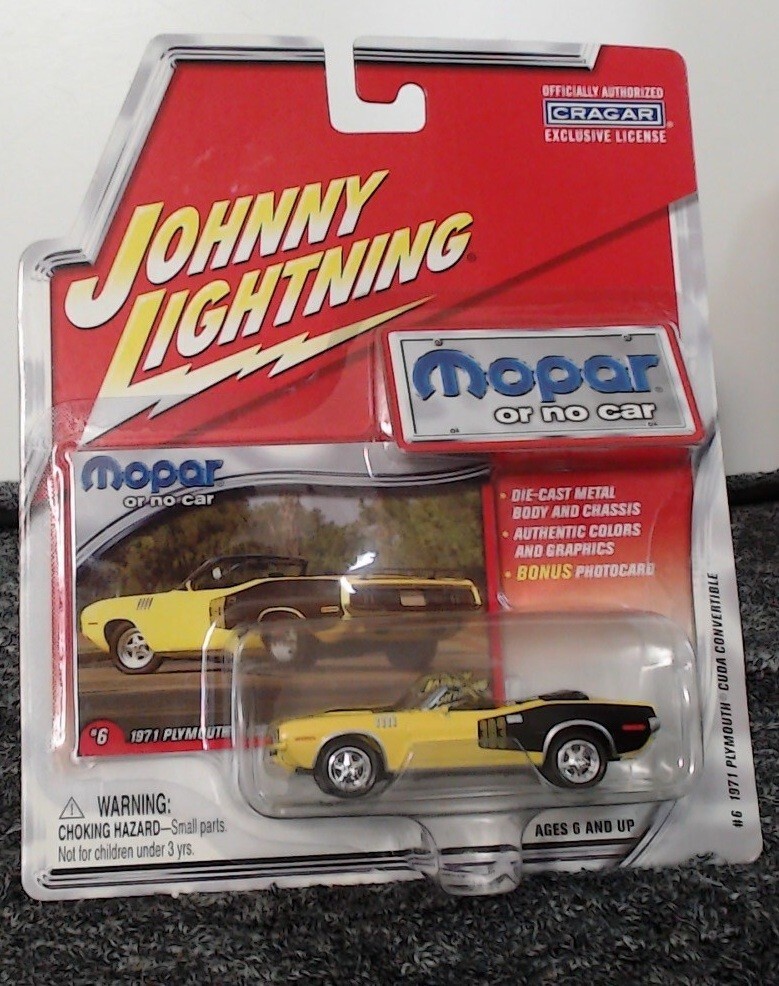 OFFICIALLY AUTHORIZED
CRAGAR®
EXCLUSIVE LICENSE
JOHNNY
LIGHTNING®
Mopar®
or no car
Mopar
or no car
• DIE-CAST METAL
BODY AND CHASSIS
• AUTHENTIC COLORS
AND GRAPHICS
• BONUS PHOTOCARD
#6 1971 PLYMOUTH
383
#6 1971 PLYMOUTH® CUDA CONVERTIBLE
⚠ WARNING:
CHOKING HAZARD—Small parts.
Not for children under 3 yrs.
AGES 6 AND UP